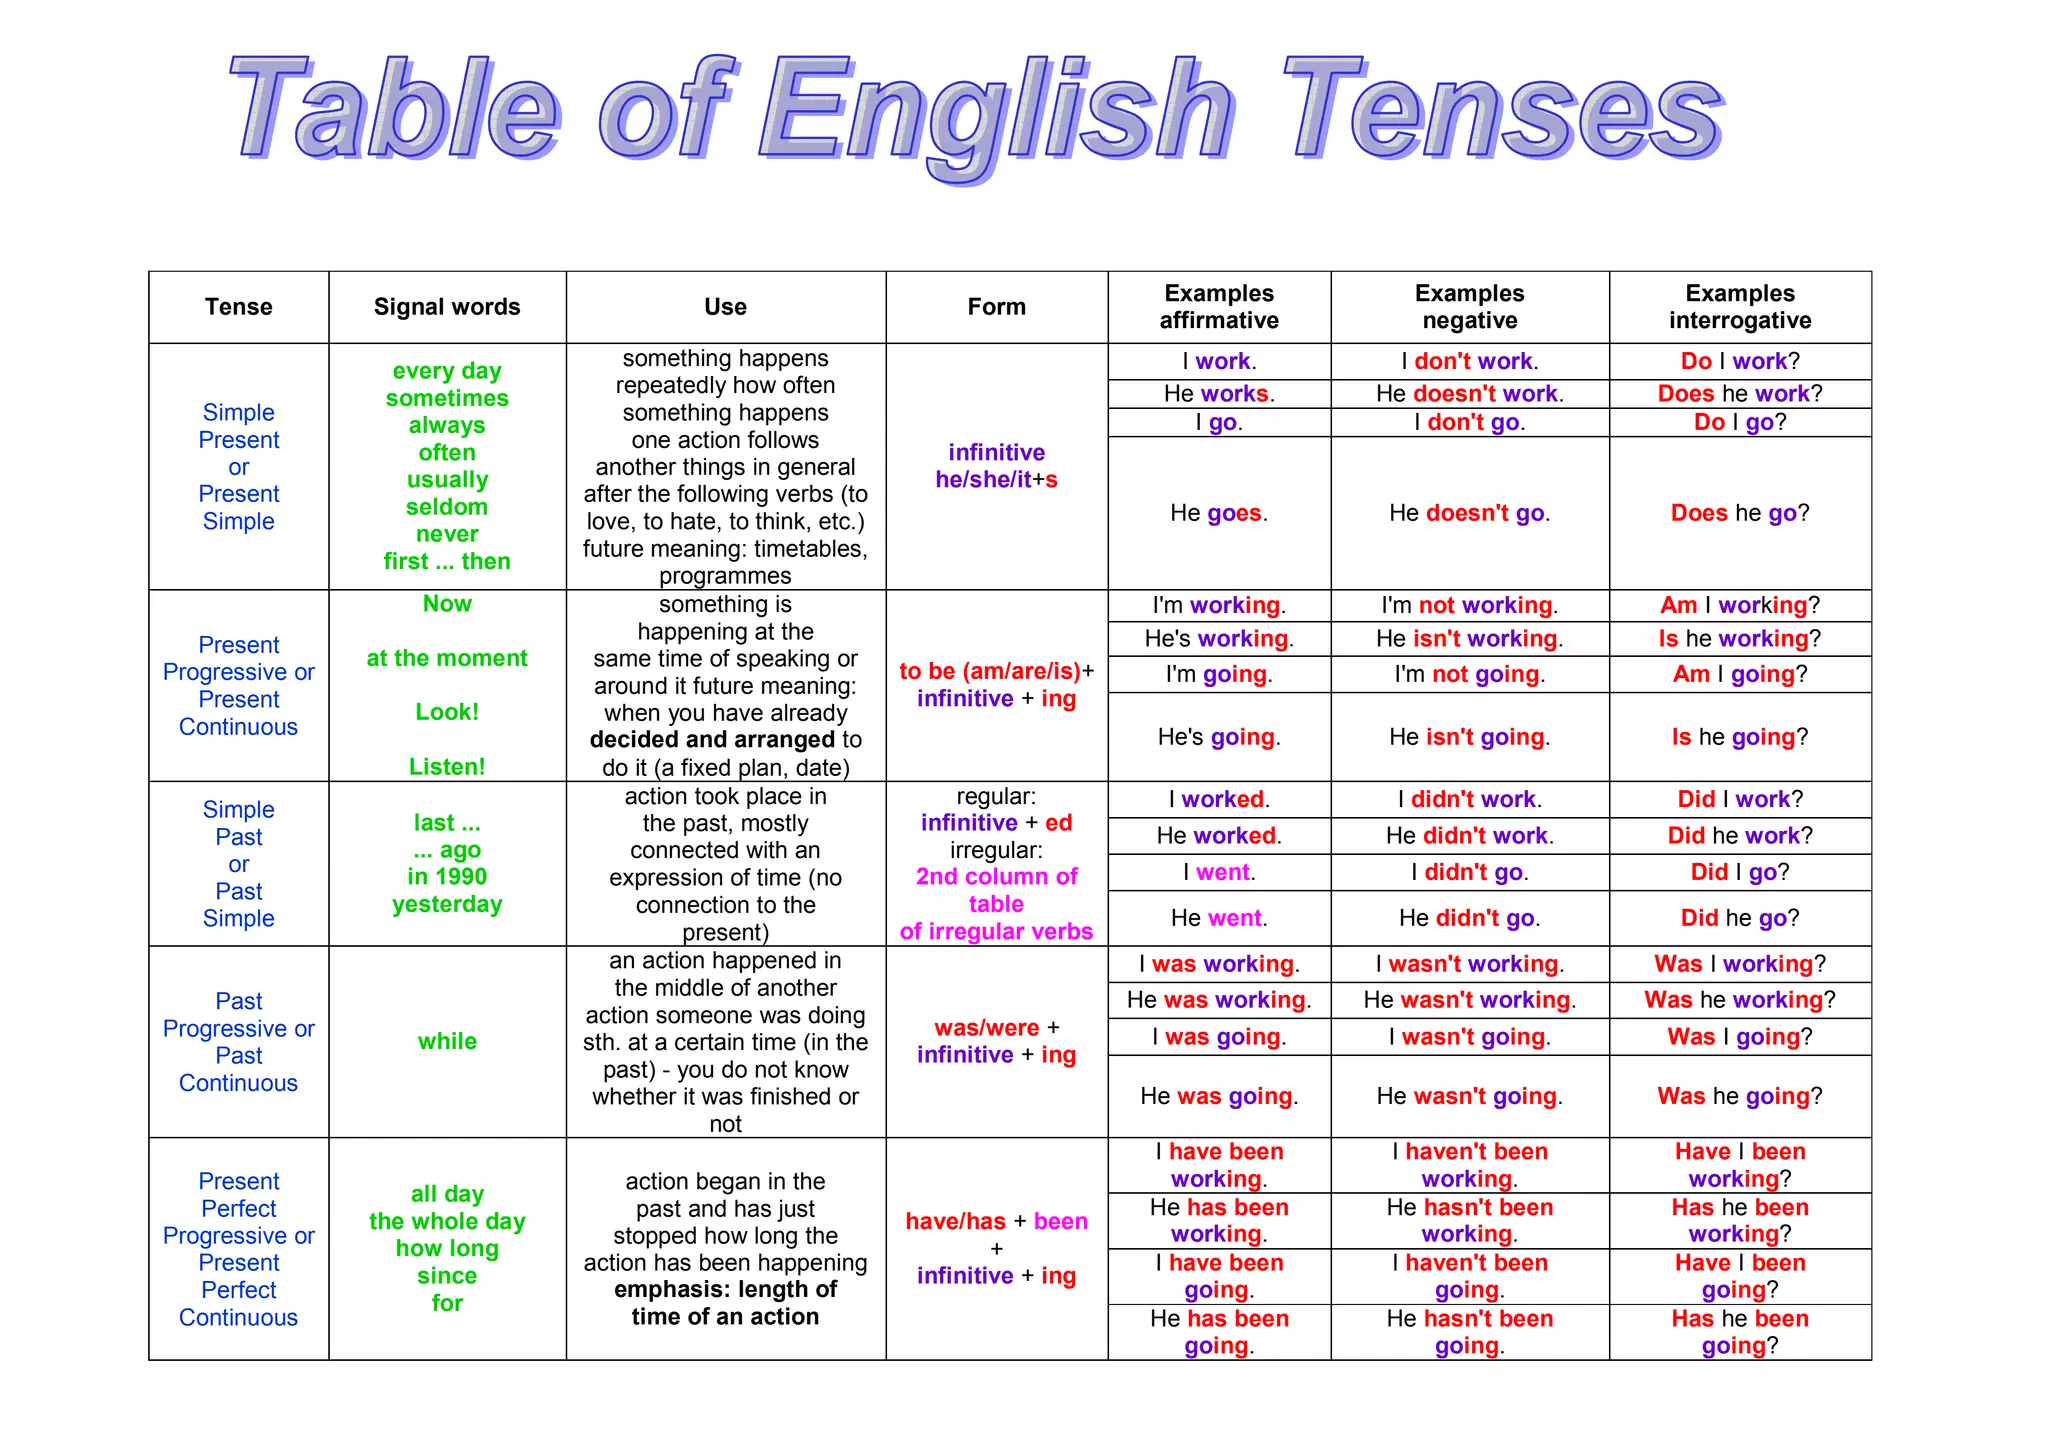 Table of English Tenses
Tense
Signal words
Use
Form
Examples
affirmative
Examples
negative
Examples
interrogative
Simple
Present
or
Present
Simple
every day
sometimes
always
often
usually
seldom
never
first ... then
something happens
repeatedly how often
something happens
one action follows
another things in general
after the following verbs (to
love, to hate, to think, etc.)
future meaning: timetables,
programmes
infinitive
he/she/it+s
I work.
I don't work.
Do I work?
He works.
He doesn't work.
Does he work?
I go.
I don't go.
Do I go?
He goes.
He doesn't go.
Does he go?
Present
Progressive or
Present
Continuous
Now
at the moment
Look!
Listen!
something is
happening at the
same time of speaking or
around it future meaning:
when you have already
decided and arranged to
do it (a fixed plan, date)
to be (am/are/is)+
infinitive + ing
I'm working.
I'm not working.
Am I working?
He's working.
He isn't working.
Is he working?
I'm going.
I'm not going.
Am I going?
He's going.
He isn't going.
Is he going?
Simple
Past
or
Past
Simple
last ...
... ago
in 1990
yesterday
action took place in
the past, mostly
connected with an
expression of time (no
connection to the
present)
regular:
infinitive + ed
irregular:
2nd column of
table
of irregular verbs
I worked.
I didn't work.
Did I work?
He worked.
He didn't work.
Did he work?
I went.
I didn't go.
Did I go?
He went.
He didn't go.
Did he go?
Past
Progressive or
Past
Continuous
while
an action happened in
the middle of another
action someone was doing
sth. at a certain time (in the
past) - you do not know
whether it was finished or
not
was/were +
infinitive + ing
I was working.
I wasn't working.
Was I working?
He was working.
He wasn't working.
Was he working?
I was going.
I wasn't going.
Was I going?
He was going.
He wasn't going.
Was he going?
Present
Perfect
Progressive or
Present
Perfect
Continuous
all day
the whole day
how long
since
for
action began in the
past and has just
stopped how long the
action has been happening
emphasis: length of
time of an action
have/has + been
+
infinitive + ing
I have been
working.
I haven't been
working.
Have I been
working?
He has been
working.
He hasn't been
working.
Has he been
working?
I have been
going.
I haven't been
going.
Have I been
going?
He has been
going.
He hasn't been
going.
Has he been
going?